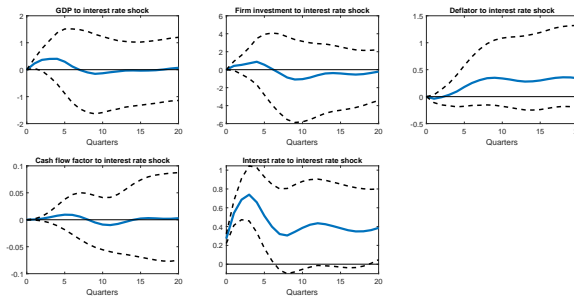 GDP to interest rate shock
2
1
0
-1
-2
0 5 10 15 20
Quarters
Firm investment to interest rate shock
6
4
2
0
-2
-4
-6
0 5 10 15 20
Quarters
Deflator to interest rate shock
1.5
1
0.5
0
-0.5
0 5 10 15 20
Quarters
Cash flow factor to interest rate shock
0.1
0.05
0
-0.05
-0.1
0 5 10 15 20
Quarters
Interest rate to interest rate shock
1
0.8
0.6
0.4
0.2
0
0 5 10 15 20
Quarters